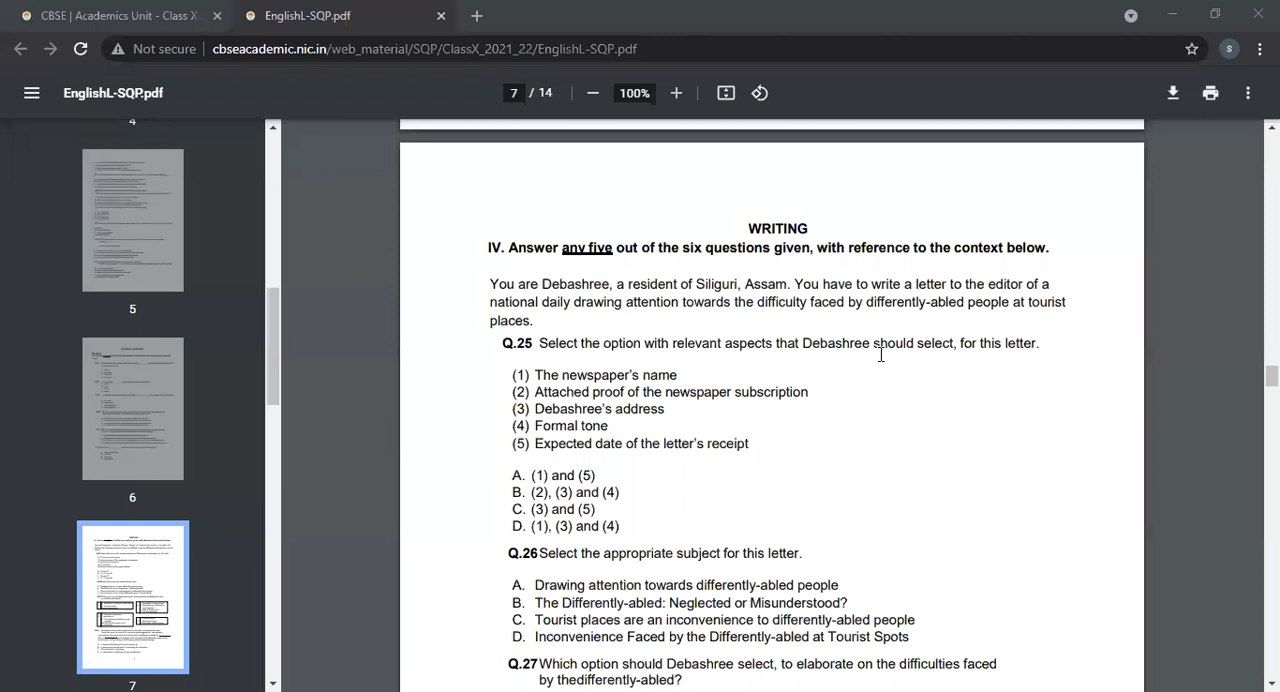 CBSE | Academics Unit - Class X
EnglishL-SQP.pdf
Not secure
cbseacademic.nic.in/web_material/SQP/ClassX_2021_22/EnglishL-SQP.pdf
S
EnglishL-SQP.pdf
7 / 14
100%
4
5
6
7
WRITING
IV. Answer any five out of the six questions given, with reference to the context below.
You are Debashree, a resident of Siliguri, Assam. You have to write a letter to the editor of a
national daily drawing attention towards the difficulty faced by differently-abled people at tourist
places.
Q.25 Select the option with relevant aspects that Debashree should select, for this letter.
(1) The newspaper's name
(2) Attached proof of the newspaper subscription
(3) Debashree's address
(4) Formal tone
(5) Expected date of the letter's receipt
A. (1) and (5)
B. (2), (3) and (4)
C. (3) and (5)
D. (1), (3) and (4)
Q.26 Select the appropriate subject for this letter.
A. Drawing attention towards differently-abled people.
B. The Differently-abled: Neglected or Misunderstood?
C. Tourist places are an inconvenience to differently-abled people
D. Inconvenience Faced by the Differently-abled at Tourist Spots
Q.27 Which option should Debashree select, to elaborate on the difficulties faced
by thedifferently-abled?